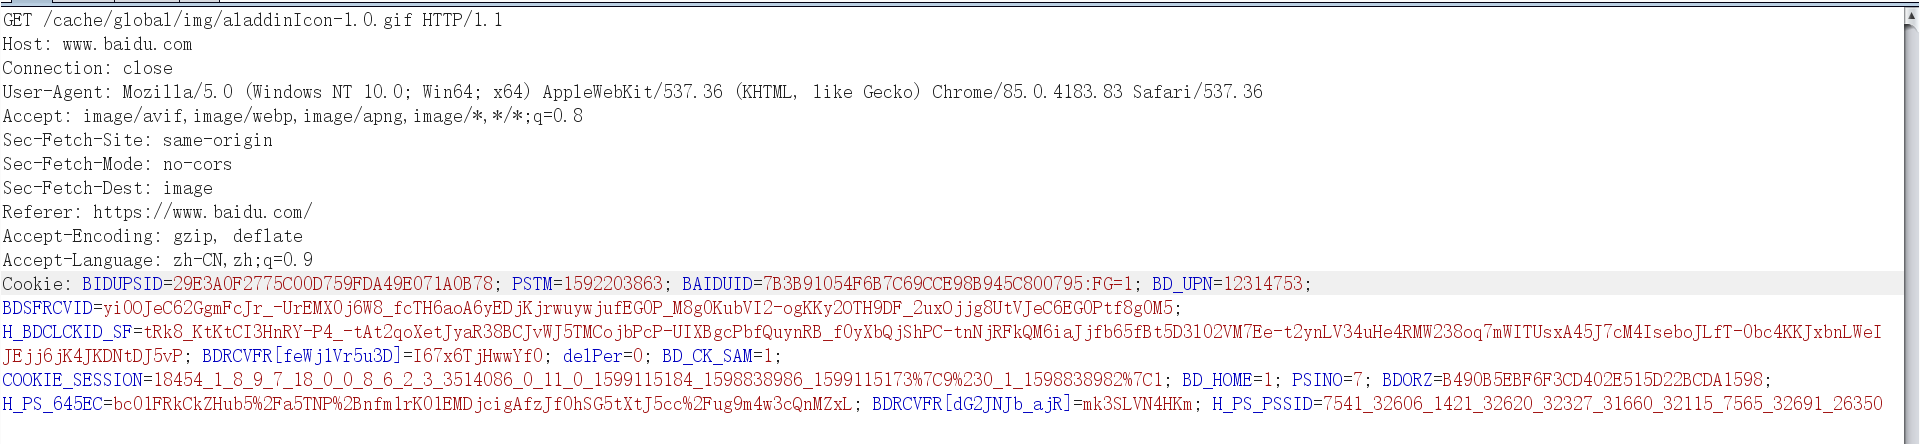 GET /cache/global/img/aladdinIcon-1.0.gif HTTP/1.1
Host: www.baidu.com
Connection: close
User-Agent: Mozilla/5.0 (Windows NT 10.0; Win64; x64) AppleWebKit/537.36 (KHTML, like Gecko) Chrome/85.0.4183.83 Safari/537.36
Accept: image/avif,image/webp,image/apng,image/*,*/*;q=0.8
Sec-Fetch-Site: same-origin
Sec-Fetch-Mode: no-cors
Sec-Fetch-Dest: image
Referer: https://www.baidu.com/
Accept-Encoding: gzip, deflate
Accept-Language: zh-CN,zh;q=0.9
Cookie: BIDUPSID=29E3A0F2775C00D759FDA49E071A0B78; PSTM=1592203863; BAIDUID=7B3B91054F6B7C69CCE98B945C800795:FG=1; BD_UPN=12314753;
BDSFRCVID=yi0OJeC62GgmFcJr_-UrEMX0j6W8_fcTH6aoA6yEDjKjrwuywjufEG0P_M8g0KubVI2-ogKKy2OTH9DF_2uxOjjg8UtVJeC6EG0Ptf8g0M5;
H_BDCLCKID_SF=tRk8_KtKtCI3HnRY-P4_-tAt2qoXetJyaR38BCJvWJ5TMCojbPcP-UIXBgcPbfQuynRB_f0yXbQjShPC-tnNjRFkQM6iaJjfb65fBt5D3l02VM7Ee-t2ynLV34uHe4RMW238oq7mWITUsxA45J7cM4IseboJLfT-0bc4KKJxbnLWeI
JEjj6jK4JKDNtDJ5vP; BDRCVFR[feWj1Vr5u3D]=I67x6TjHwwYf0; delPer=0; BD_CK_SAM=1;
COOKIE_SESSION=18454_1_8_9_7_18_0_0_8_6_2_3_3514086_0_11_0_1599115184_1598838986_1599115173%7C9%230_1_1598838982%7C1; BD_HOME=1; PSINO=7; BDORZ=B490B5EBF6F3CD402E515D22BCDA1598;
H_PS_645EC=bc01FRkCkZHub5%2Fa5TNP%2Bnfm1rK01EMDjcigAfzJf0hSG5tXtJ5cc%2Fug9m4w3cQnMZxL; BDRCVFR[dG2JNJb_ajR]=mk3SLVN4HKm; H_PS_PSSID=7541_32606_1421_32620_32327_31660_32115_7565_32691_26350